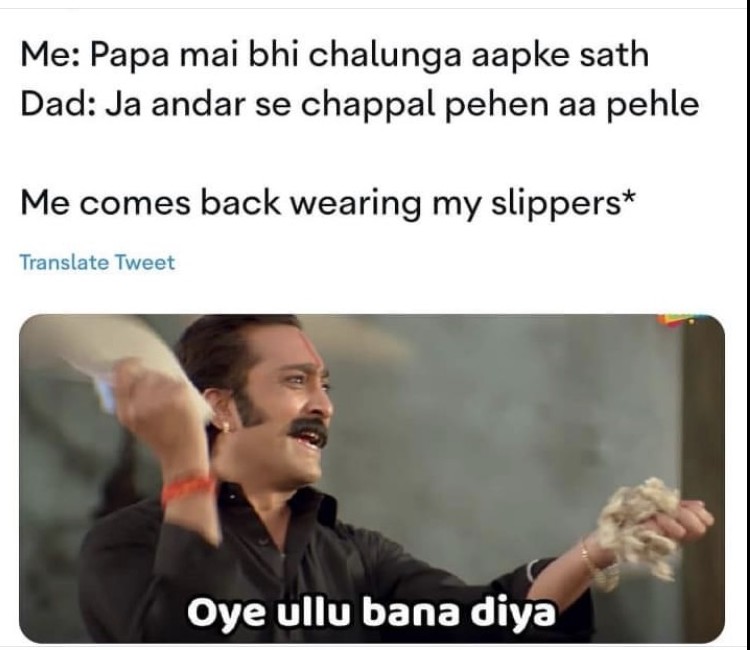 Me: Papa mai bhi chalunga aapke sath
Dad: Ja andar se chappal pehen aa pehle
Me comes back wearing my slippers*
Translate Tweet
Oye ullu bana diya